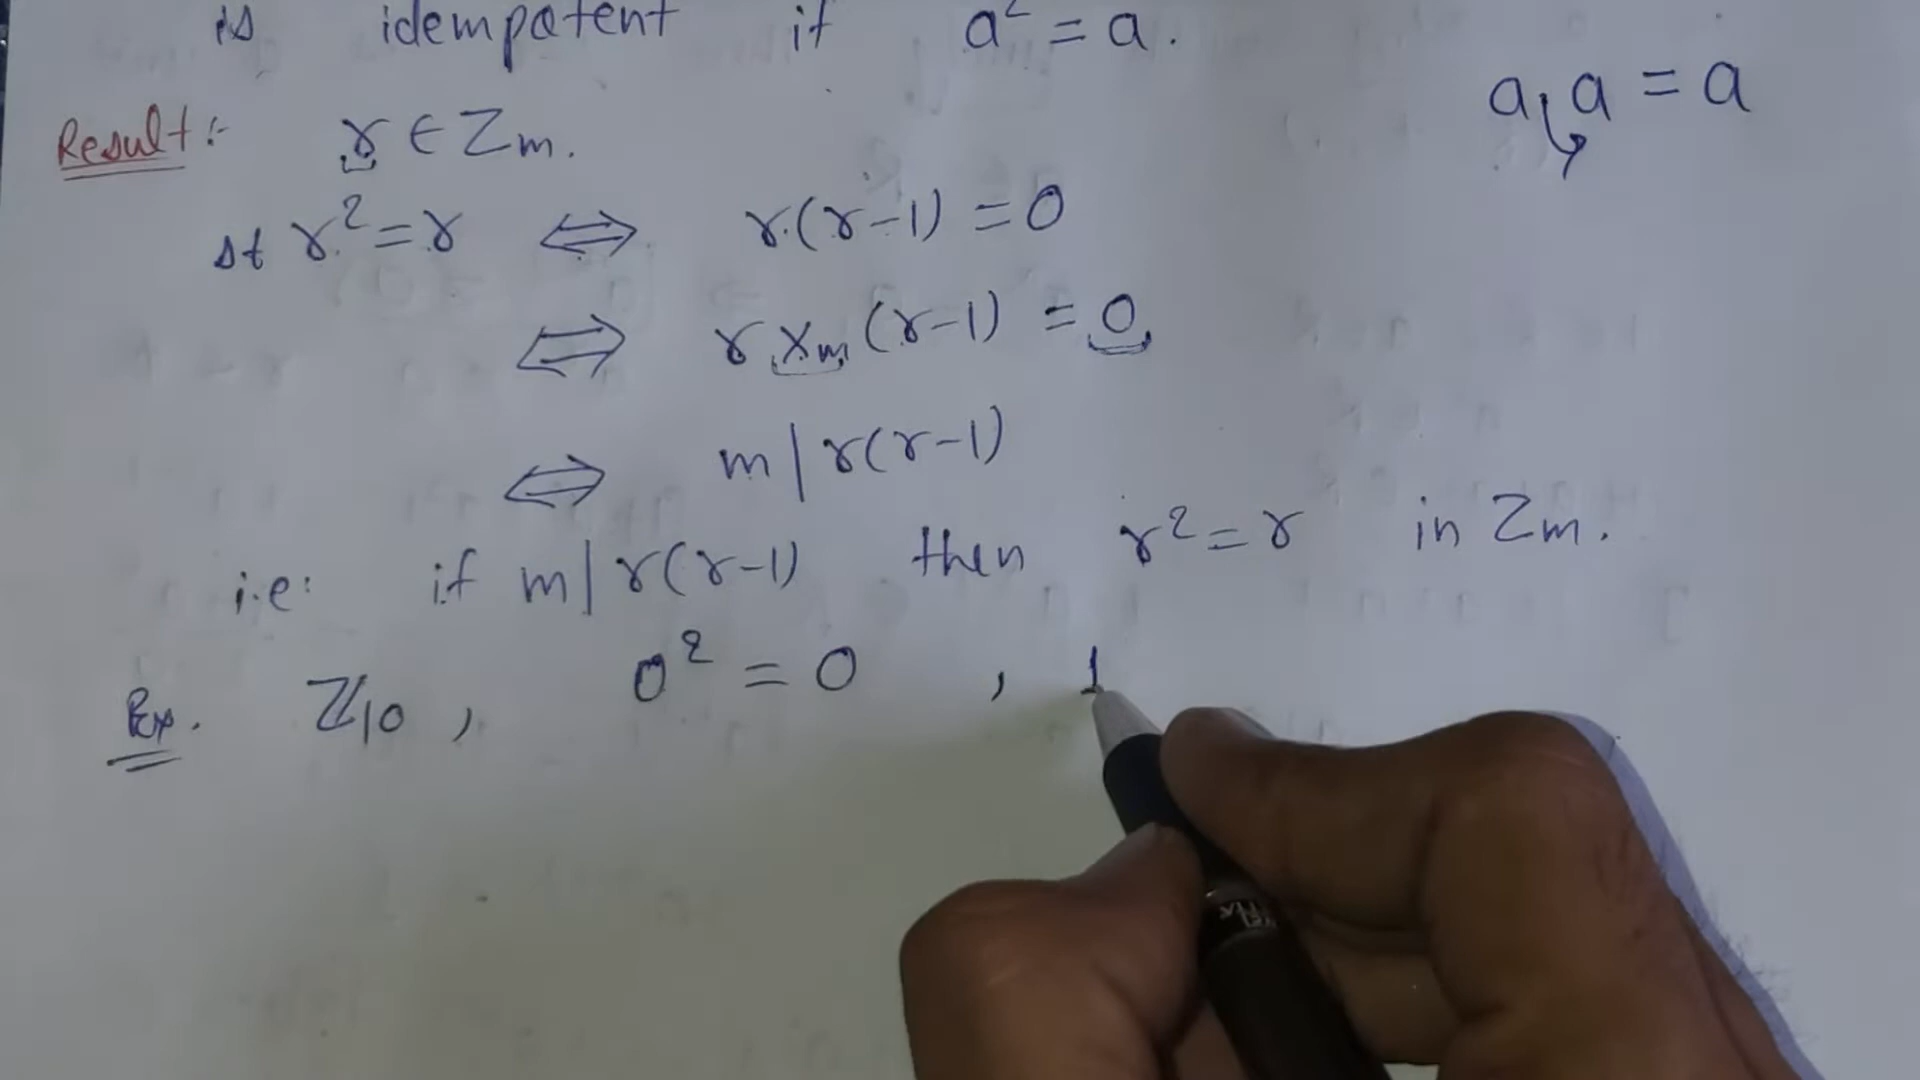 is idempotent if a² = a.
a.a = a
Result:- r ∈ Zm.
st r² = r ⟺ r.(r-1) = 0
⟺ r ×m (r-1) = 0
⟺ m | r(r-1)
i.e: if m | r(r-1) then r² = r in Zm.
Ex. Z10, 0² = 0 , 1